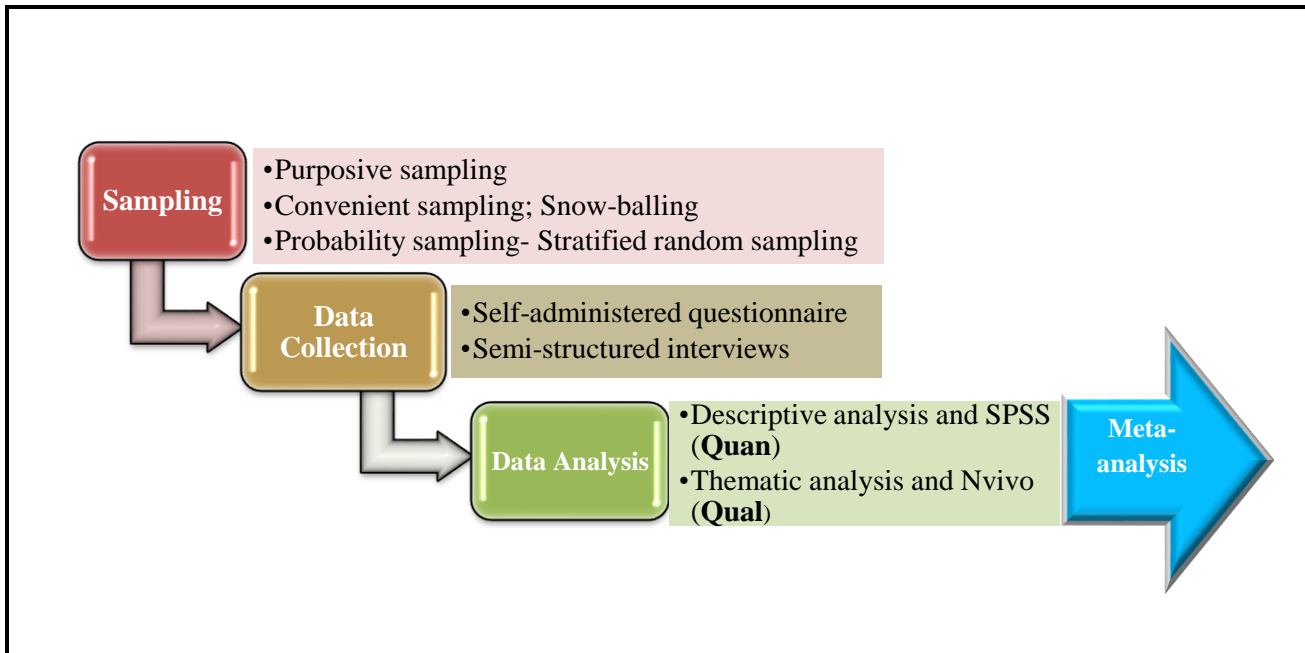 Sampling
•Purposive sampling
•Convenient sampling; Snow-balling
•Probability sampling- Stratified random sampling
Data
Collection
•Self-administered questionnaire
•Semi-structured interviews
Data Analysis
•Descriptive analysis and SPSS
(Quan)
•Thematic analysis and Nvivo
(Qual)
Meta-
analysis